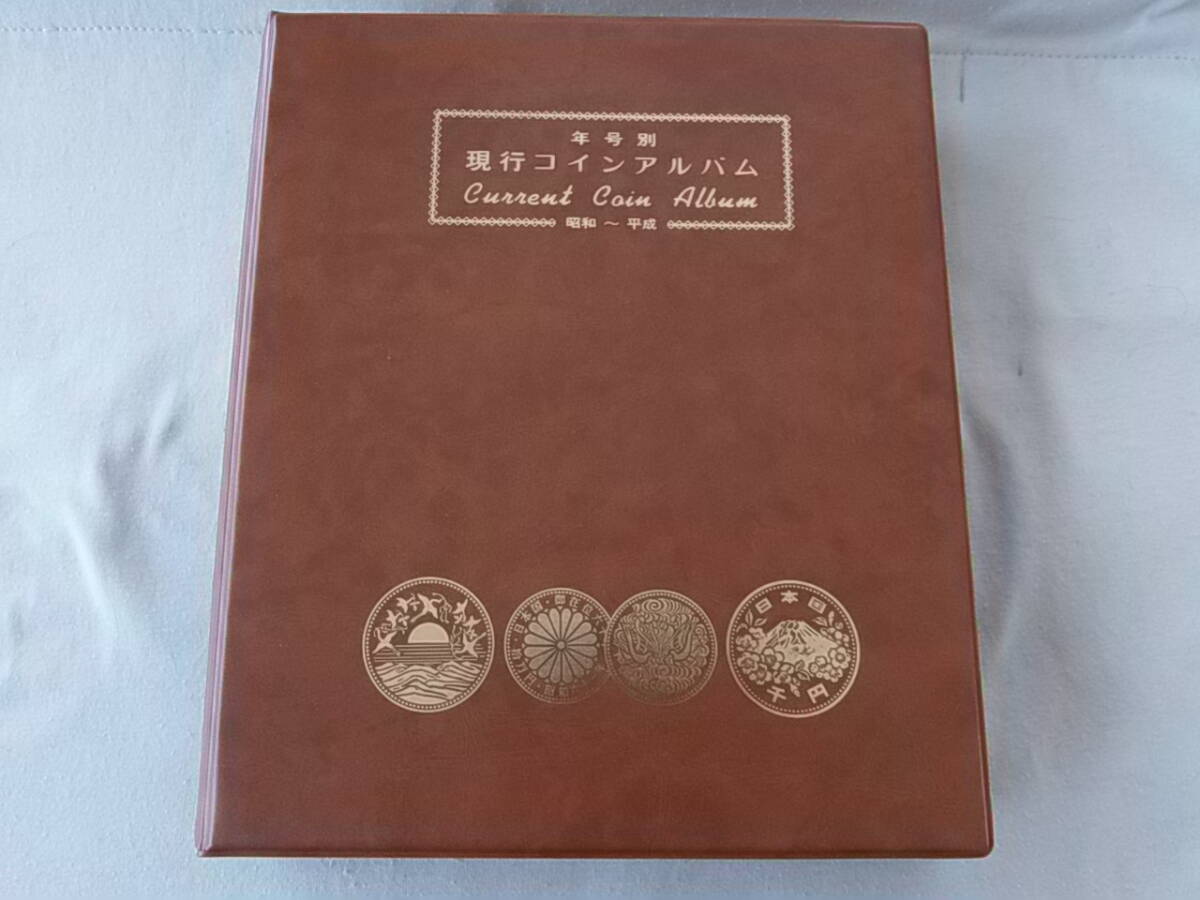 年号別
現行コインアルバム
Current Coin Album
昭和 〜 平成
日本国
千円